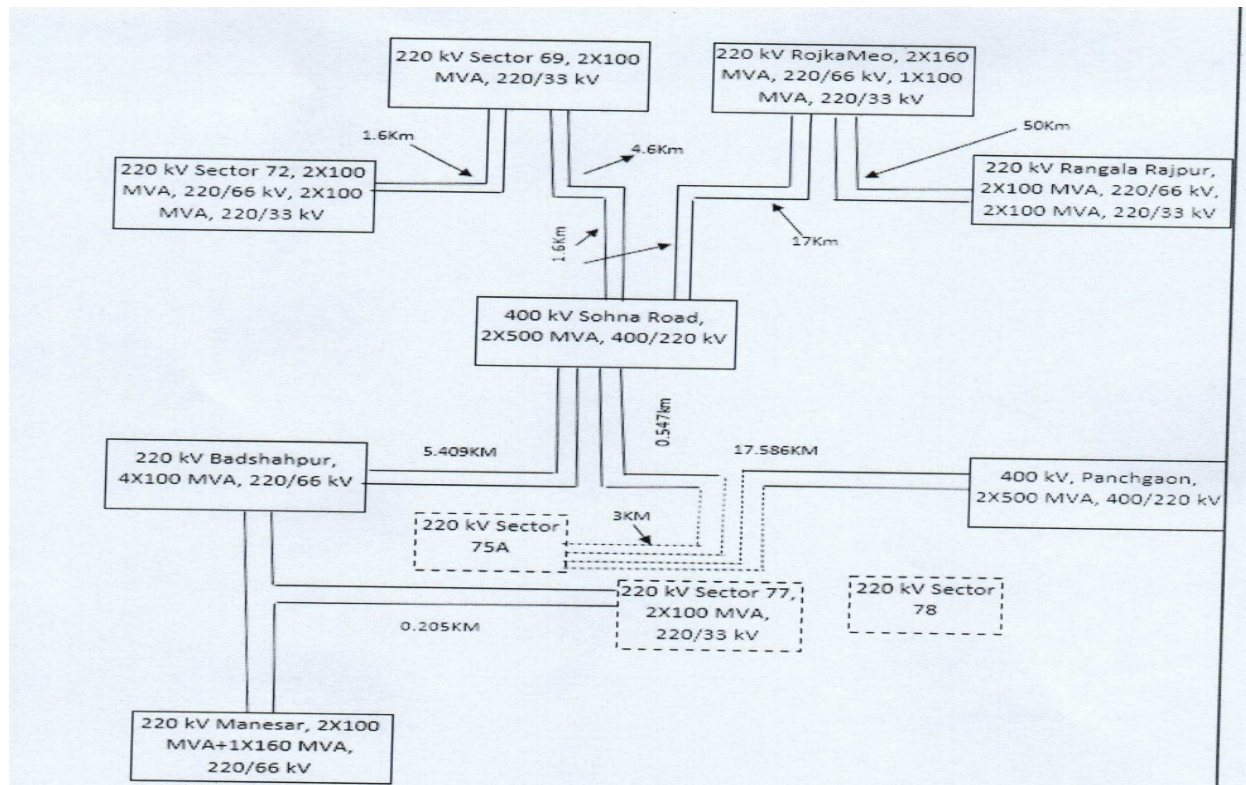 220 kV Sector 69, 2X100
MVA, 220/33 kV
220 kV RojkaMeo, 2X160
MVA, 220/66 kV, 1X100
MVA, 220/33 kV
1.6Km
4.6Km
50Km
220 kV Sector 72, 2X100
MVA, 220/66 kV, 2X100
MVA, 220/33 kV
220 kV Rangala Rajpur,
2X100 MVA, 220/66 kV,
2X100 MVA, 220/33 kV
1.6Km
17Km
400 kV Sohna Road,
2X500 MVA, 400/220 kV
0.547km
5.409KM
17.586KM
220 kV Badshahpur,
4X100 MVA, 220/66 kV
400 kV, Panchgaon,
2X500 MVA, 400/220 kV
3KM
220 kV Sector
75A
220 kV Sector 77,
2X100 MVA,
220/33 kV
220 kV Sector
78
0.205KM
220 kV Manesar, 2X100
MVA+1X160 MVA,
220/66 kV